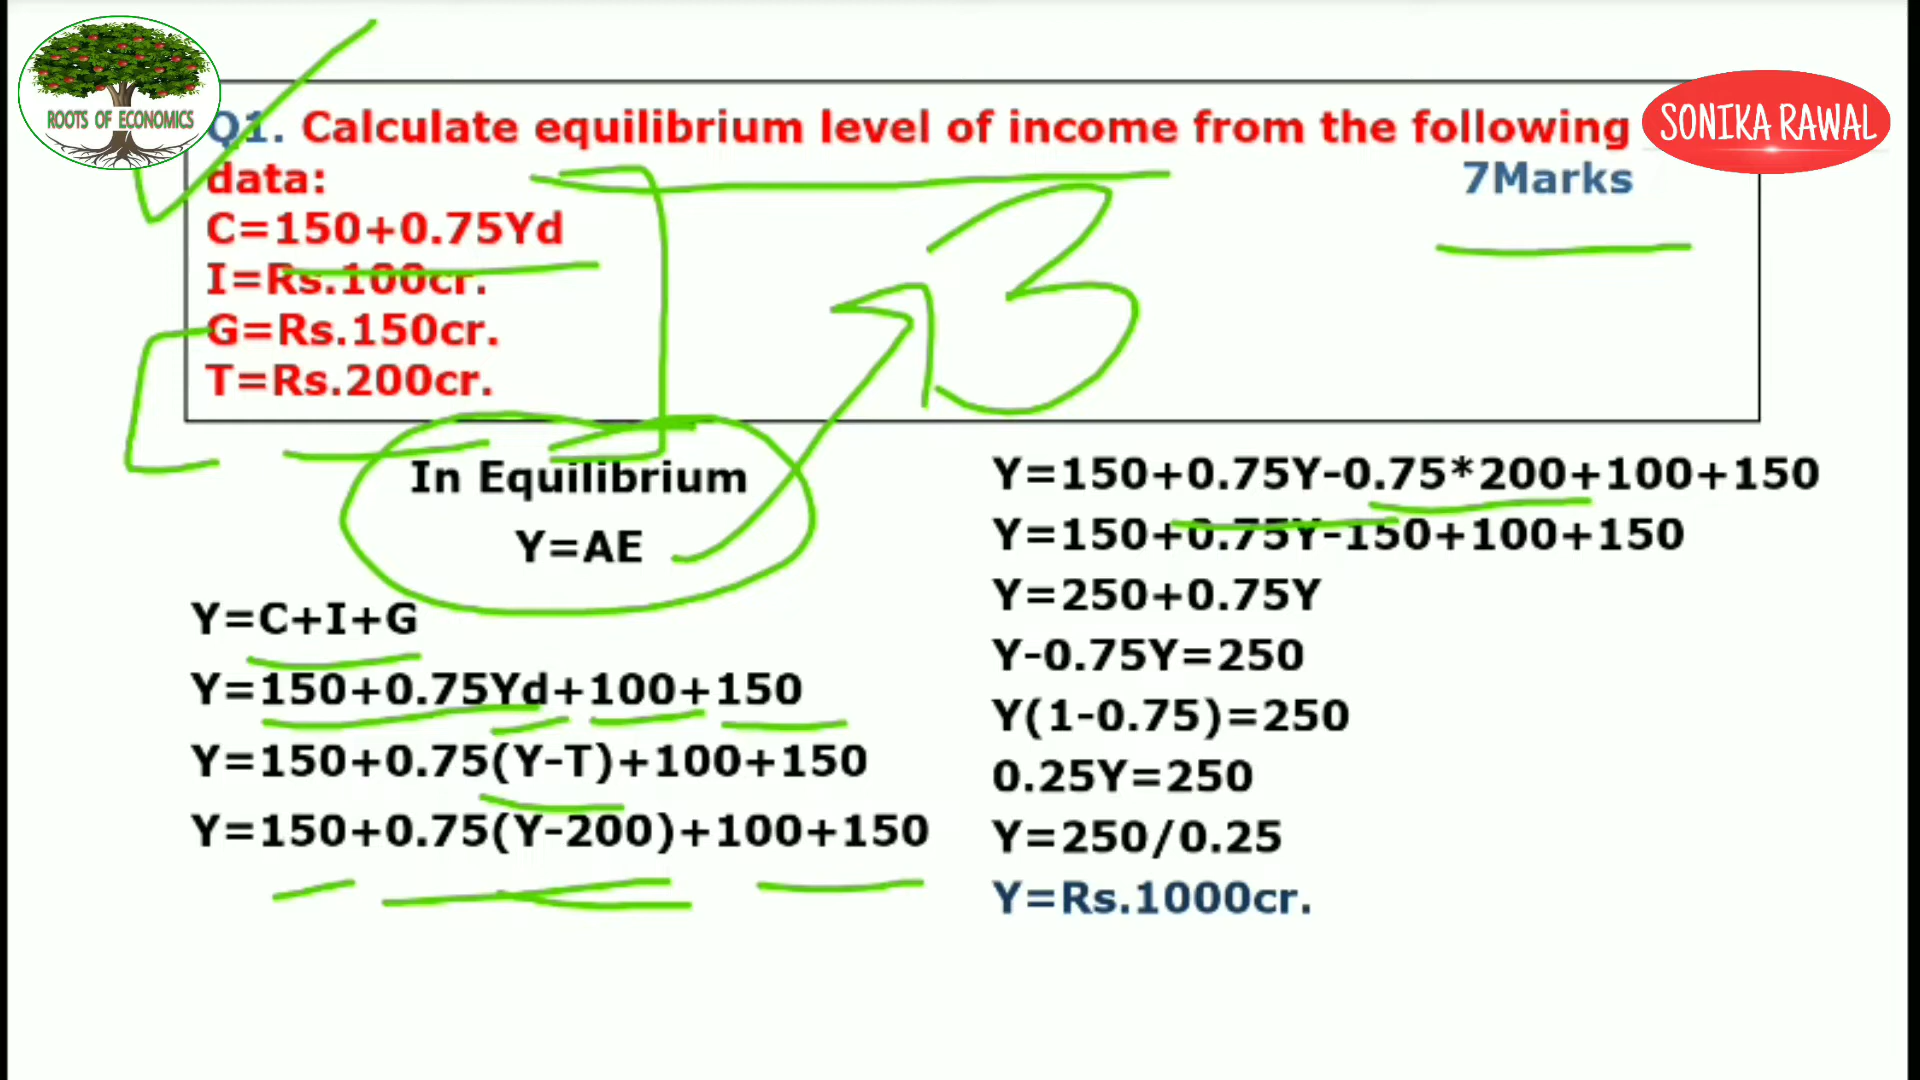 ROOTS OF ECONOMICS
SONIKA RAWAL
Q1. Calculate equilibrium level of income from the following
data: 7Marks
C=150+0.75Yd
I=Rs.100cr.
G=Rs.150cr.
T=Rs.200cr.
3
In Equilibrium
Y=AE
Y=C+I+G
Y=150+0.75Yd+100+150
Y=150+0.75(Y-T)+100+150
Y=150+0.75(Y-200)+100+150
Y=150+0.75Y-0.75*200+100+150
Y=150+0.75Y-150+100+150
Y=250+0.75Y
Y-0.75Y=250
Y(1-0.75)=250
0.25Y=250
Y=250/0.25
Y=Rs.1000cr.